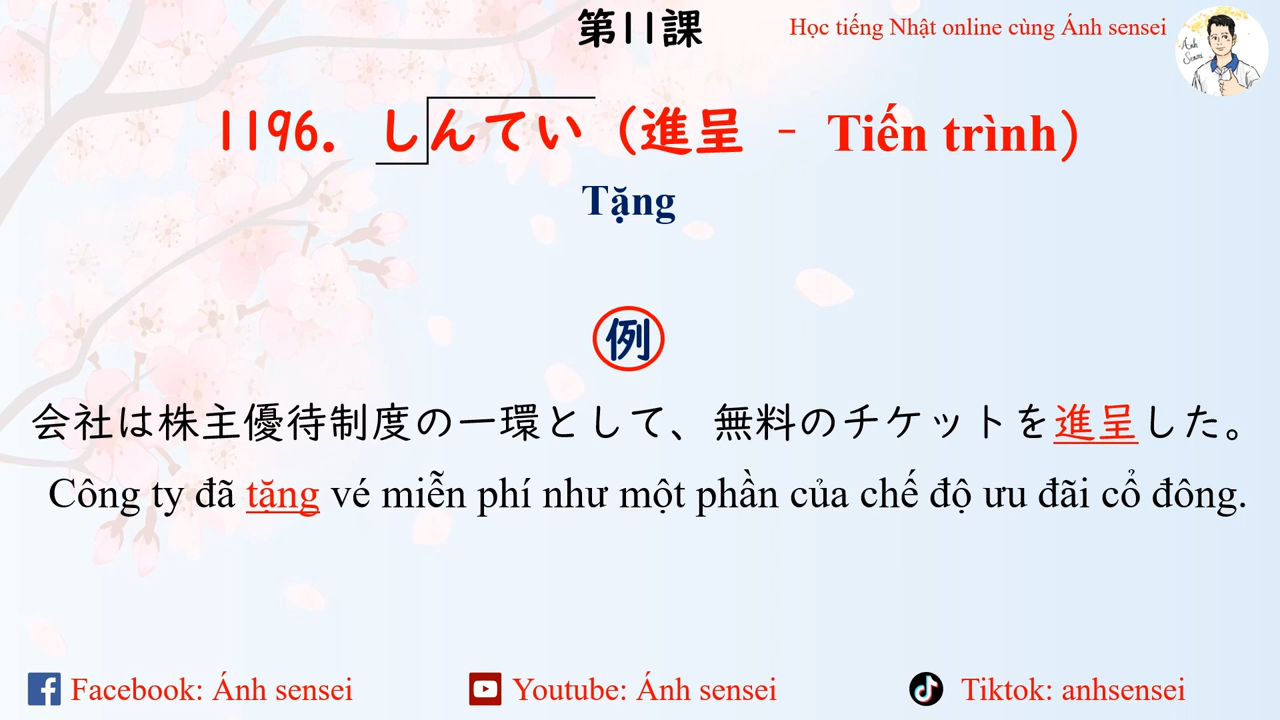 第11課
Học tiếng Nhật online cùng Ánh sensei
Ánh Sensei
1196. しんてい (進呈 - Tiến trình)
Tặng
例
会社は株主優待制度の一環として、無料のチケットを進呈した。
Công ty đã tặng vé miễn phí như một phần của chế độ ưu đãi cổ đông.
Facebook: Ánh sensei
Youtube: Ánh sensei
Tiktok: anhsensei